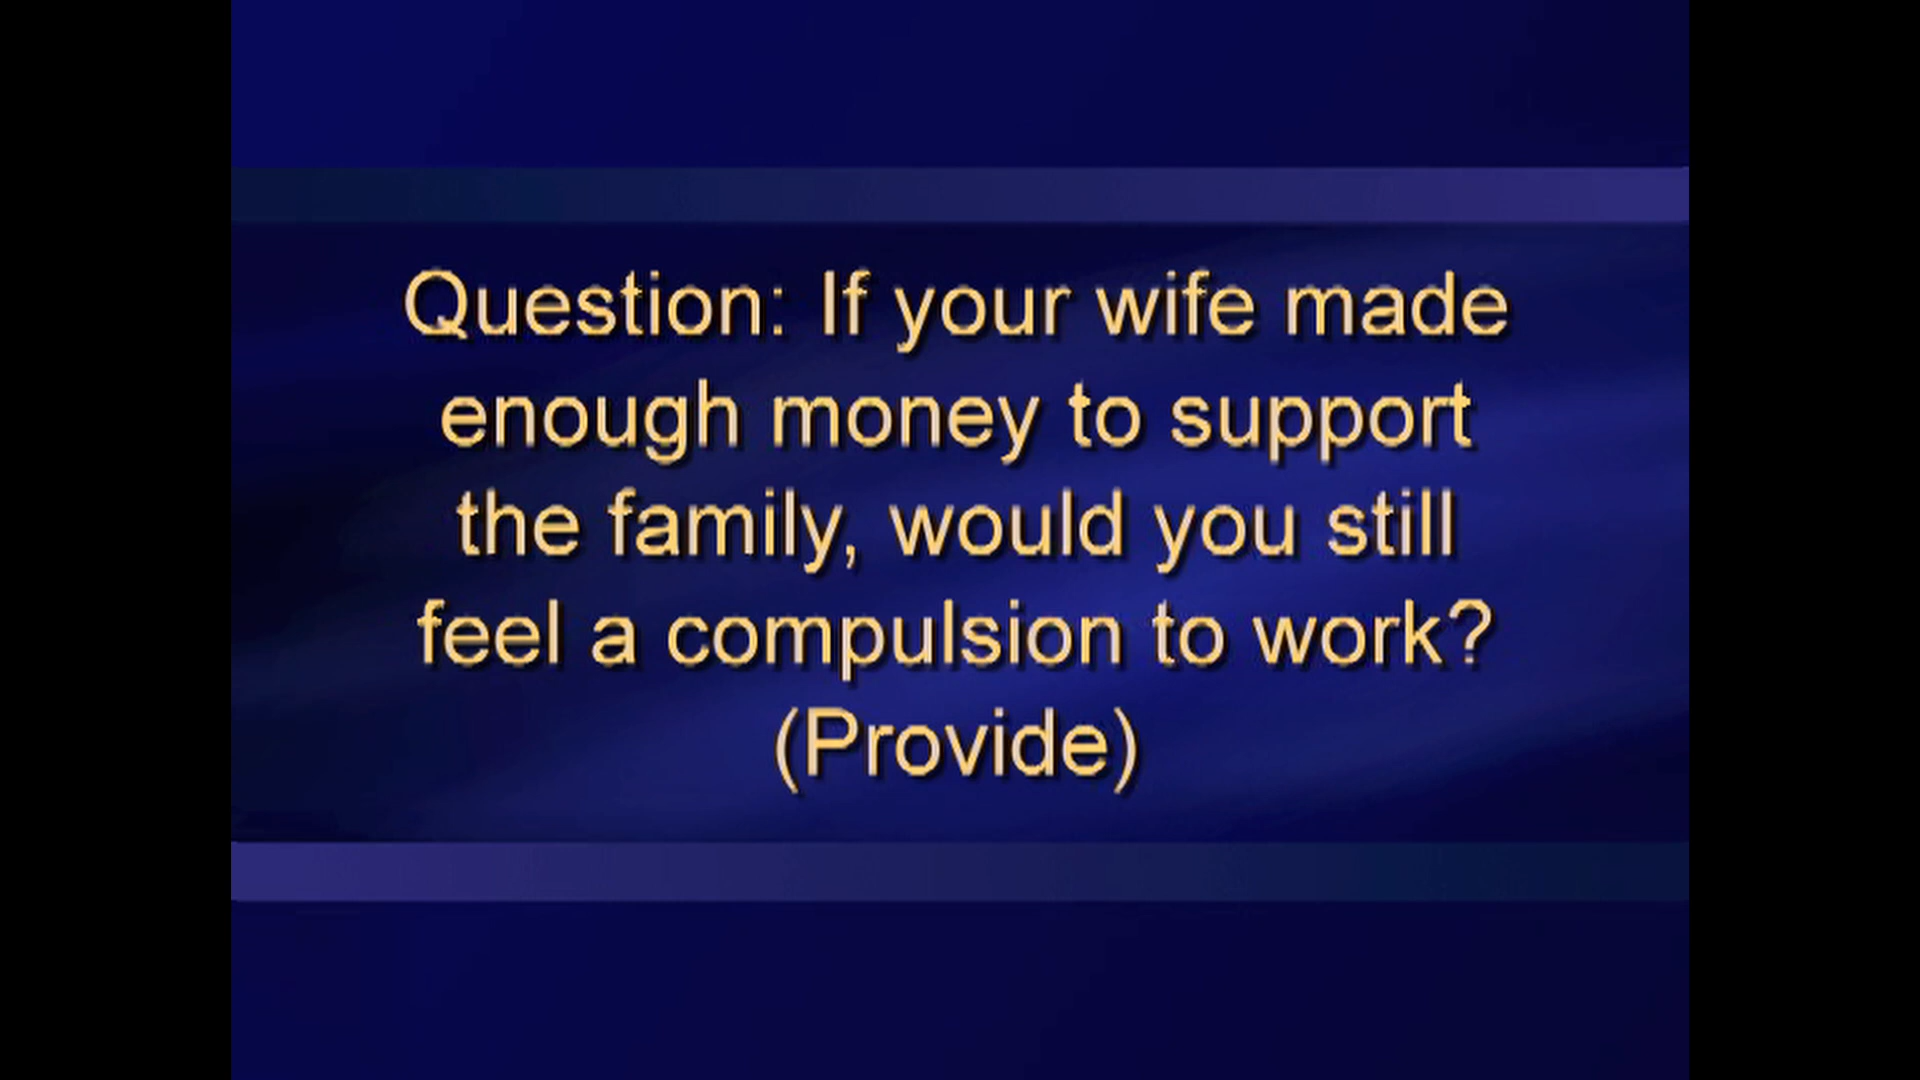 Question: If your wife made
enough money to support
the family, would you still
feel a compulsion to work?
(Provide)